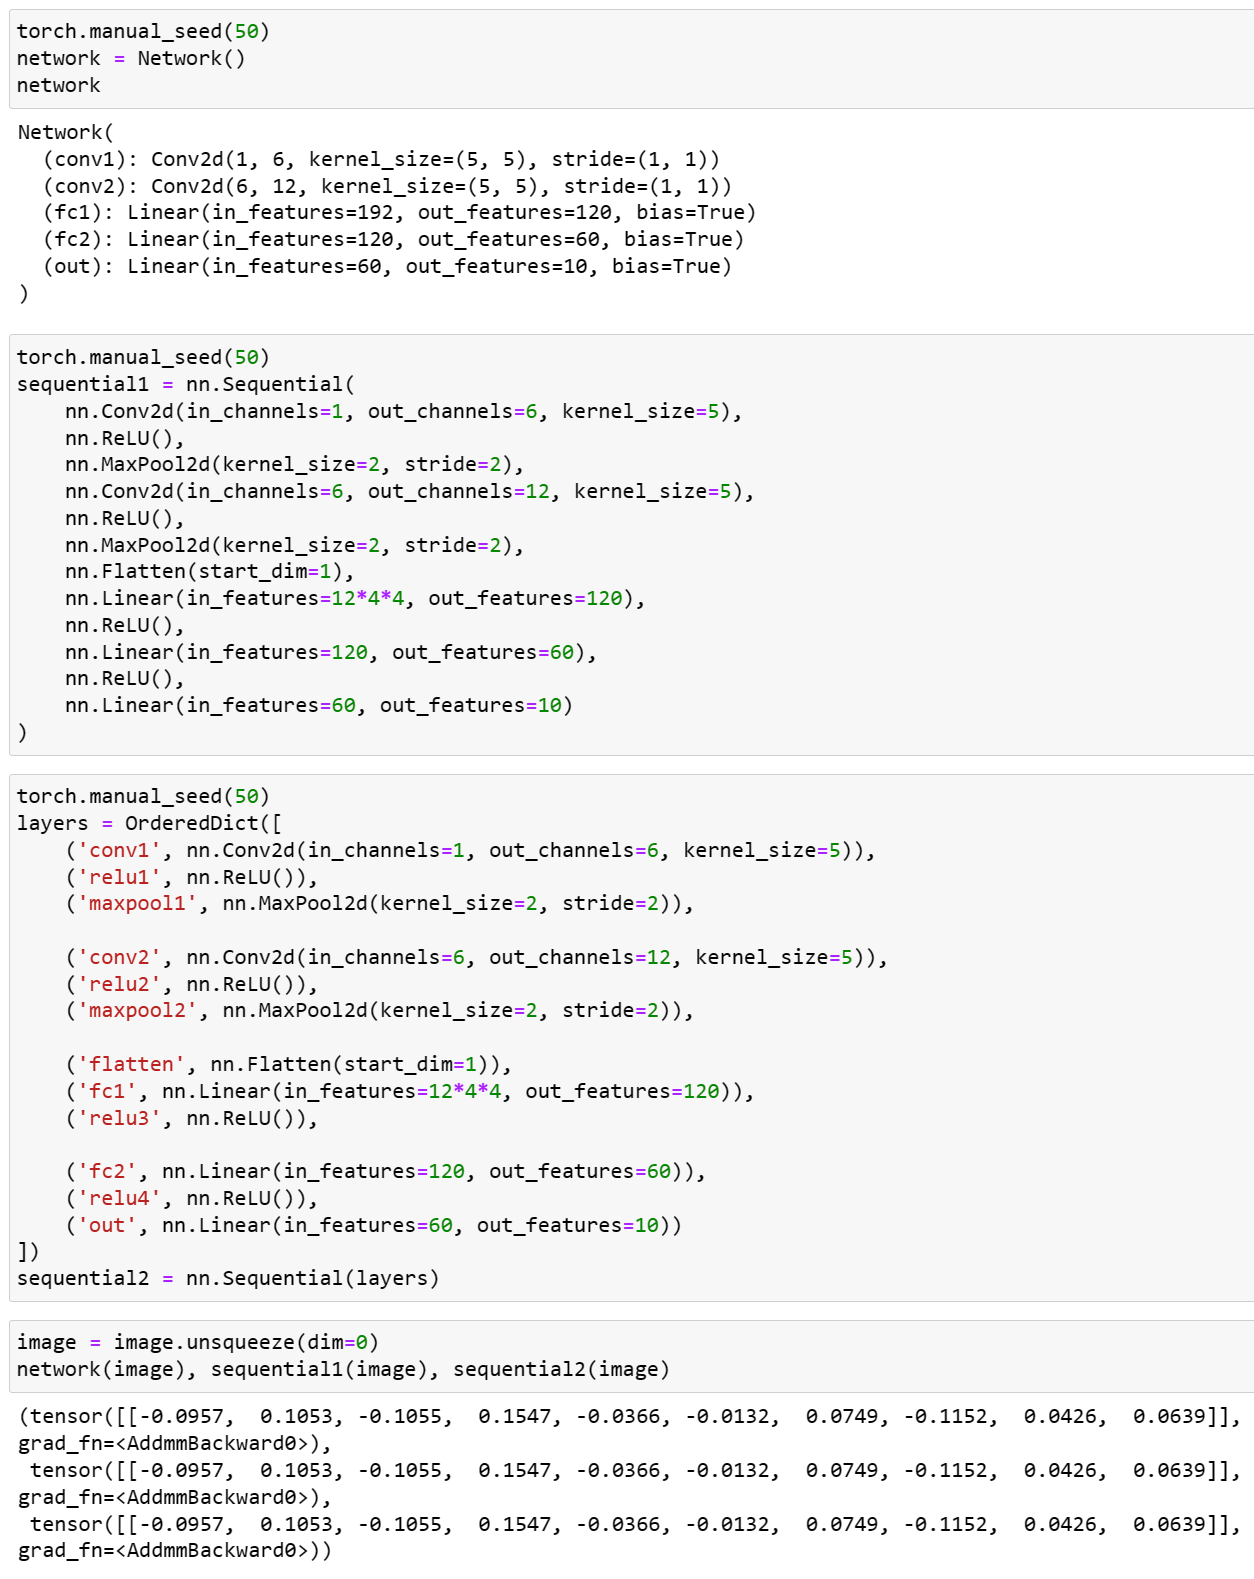 torch.manual_seed(50)
network = Network()
network
Network(
  (conv1): Conv2d(1, 6, kernel_size=(5, 5), stride=(1, 1))
  (conv2): Conv2d(6, 12, kernel_size=(5, 5), stride=(1, 1))
  (fc1): Linear(in_features=192, out_features=120, bias=True)
  (fc2): Linear(in_features=120, out_features=60, bias=True)
  (out): Linear(in_features=60, out_features=10, bias=True)
)
torch.manual_seed(50)
sequential1 = nn.Sequential(
    nn.Conv2d(in_channels=1, out_channels=6, kernel_size=5),
    nn.ReLU(),
    nn.MaxPool2d(kernel_size=2, stride=2),
    nn.Conv2d(in_channels=6, out_channels=12, kernel_size=5),
    nn.ReLU(),
    nn.MaxPool2d(kernel_size=2, stride=2),
    nn.Flatten(start_dim=1),
    nn.Linear(in_features=12*4*4, out_features=120),
    nn.ReLU(),
    nn.Linear(in_features=120, out_features=60),
    nn.ReLU(),
    nn.Linear(in_features=60, out_features=10)
)
torch.manual_seed(50)
layers = OrderedDict([
    ('conv1', nn.Conv2d(in_channels=1, out_channels=6, kernel_size=5)),
    ('relu1', nn.ReLU()),
    ('maxpool1', nn.MaxPool2d(kernel_size=2, stride=2)),
    ('conv2', nn.Conv2d(in_channels=6, out_channels=12, kernel_size=5)),
    ('relu2', nn.ReLU()),
    ('maxpool2', nn.MaxPool2d(kernel_size=2, stride=2)),
    ('flatten', nn.Flatten(start_dim=1)),
    ('fc1', nn.Linear(in_features=12*4*4, out_features=120)),
    ('relu3', nn.ReLU()),
    ('fc2', nn.Linear(in_features=120, out_features=60)),
    ('relu4', nn.ReLU()),
    ('out', nn.Linear(in_features=60, out_features=10))
])
sequential2 = nn.Sequential(layers)
image = image.unsqueeze(dim=0)
network(image), sequential1(image), sequential2(image)
(tensor([[-0.0957,  0.1053, -0.1055,  0.1547, -0.0366, -0.0132,  0.0749, -0.1152,  0.0426,  0.0639]],
grad_fn=<AddmmBackward0>),
 tensor([[-0.0957,  0.1053, -0.1055,  0.1547, -0.0366, -0.0132,  0.0749, -0.1152,  0.0426,  0.0639]],
grad_fn=<AddmmBackward0>),
 tensor([[-0.0957,  0.1053, -0.1055,  0.1547, -0.0366, -0.0132,  0.0749, -0.1152,  0.0426,  0.0639]],
grad_fn=<AddmmBackward0>))